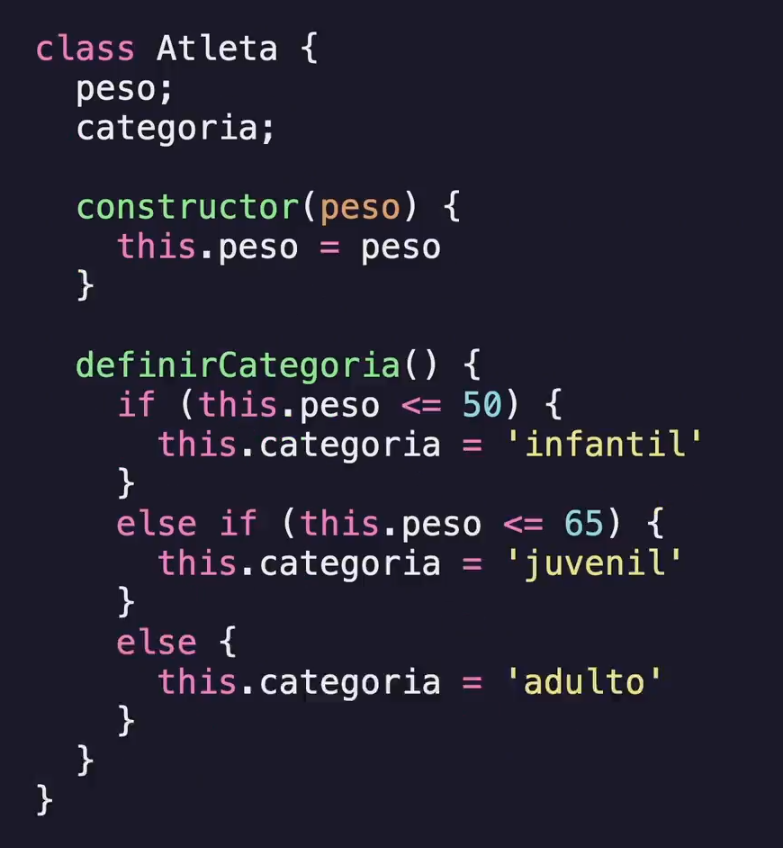 class Atleta {
  peso;
  categoria;

  constructor(peso) {
    this.peso = peso
  }

  definirCategoria() {
    if (this.peso <= 50) {
      this.categoria = 'infantil'
    }
    else if (this.peso <= 65) {
      this.categoria = 'juvenil'
    }
    else {
      this.categoria = 'adulto'
    }
  }
}